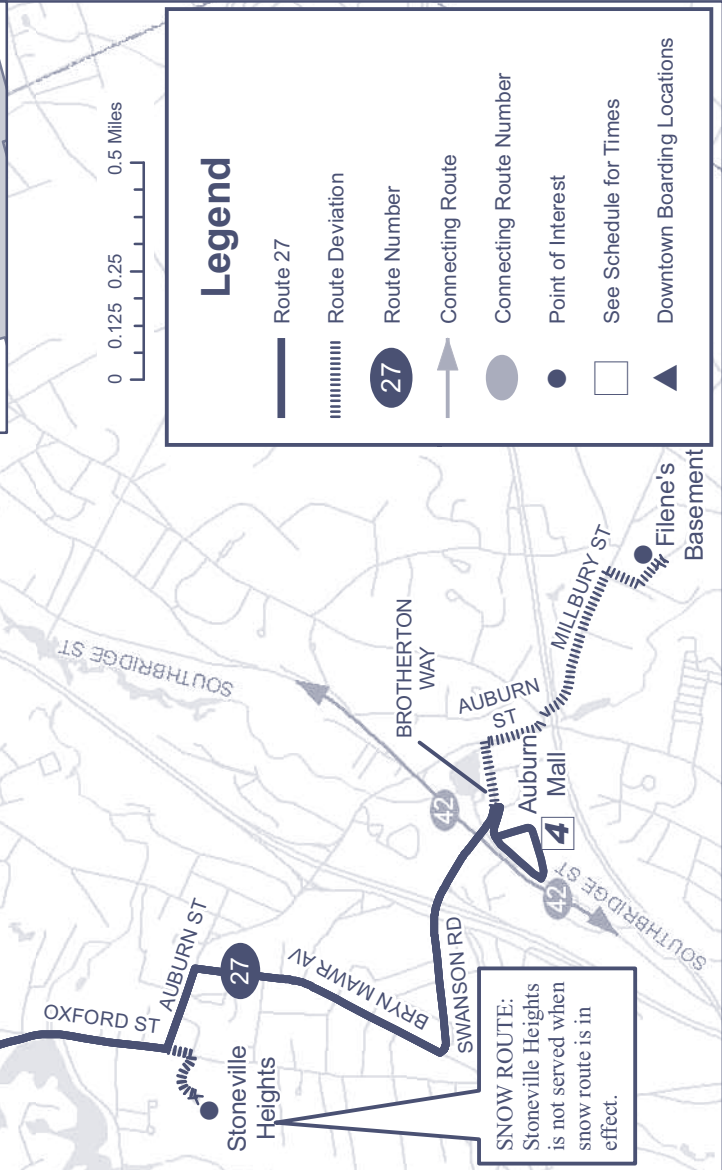 0 0.125 0.25 0.5 Miles
Legend
Route 27
Route Deviation
27
Route Number
Connecting Route
Connecting Route Number
Point of Interest
See Schedule for Times
Downtown Boarding Locations
OXFORD ST
AUBURN ST
27
BRYN MAWR AV
SWANSON RD
Stoneville
Heights
SNOW ROUTE:
Stoneville Heights
is not served when
snow route is in
effect.
SOUTHBRIDGE ST
42
BROTHERTON
WAY
AUBURN
ST
Auburn
Mall
4
42
SOUTHBRIDGE ST
MILLBURY ST
Filene's
Basement